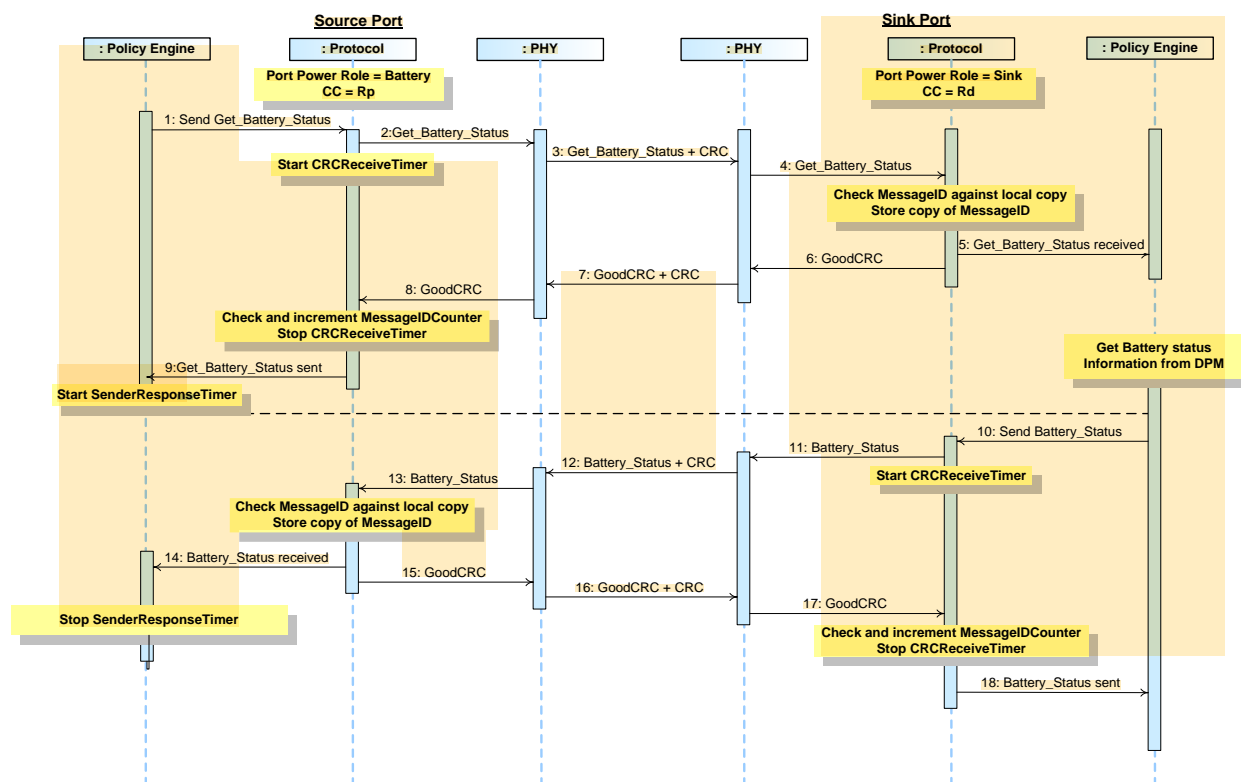 Source Port
Sink Port
: Policy Engine
: Protocol
: PHY
: PHY
: Protocol
: Policy Engine
Port Power Role = Battery
CC = Rp
Port Power Role = Sink
CC = Rd
1: Send Get_Battery_Status
2:Get_Battery_Status
Start CRCReceiveTimer
3: Get_Battery_Status + CRC
4: Get_Battery_Status
Check MessageID against local copy
Store copy of MessageID
5: Get_Battery_Status received
6: GoodCRC
7: GoodCRC + CRC
8: GoodCRC
Check and increment MessageIDCounter
Stop CRCReceiveTimer
9:Get_Battery_Status sent
Start SenderResponseTimer
Get Battery status
Information from DPM
10: Send Battery_Status
11: Battery_Status
Start CRCReceiveTimer
12: Battery_Status + CRC
13: Battery_Status
Check MessageID against local copy
Store copy of MessageID
14: Battery_Status received
15: GoodCRC
16: GoodCRC + CRC
17: GoodCRC
Stop SenderResponseTimer
Check and increment MessageIDCounter
Stop CRCReceiveTimer
18: Battery_Status sent